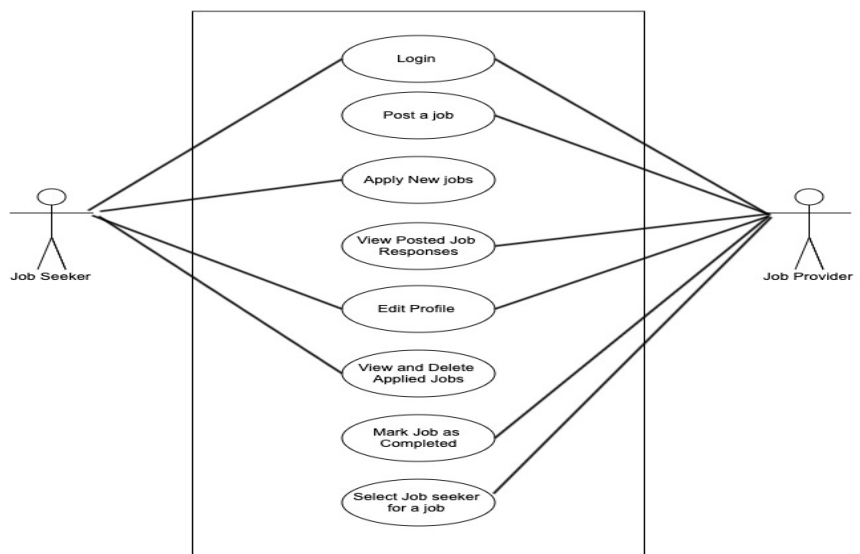 Login
Post a job
Apply New jobs
View Posted Job
Responses
Job Seeker
Job Provider
Edit Profile
View and Delete
Applied Jobs
Mark Job as
Completed
Select Job seeker
for a job